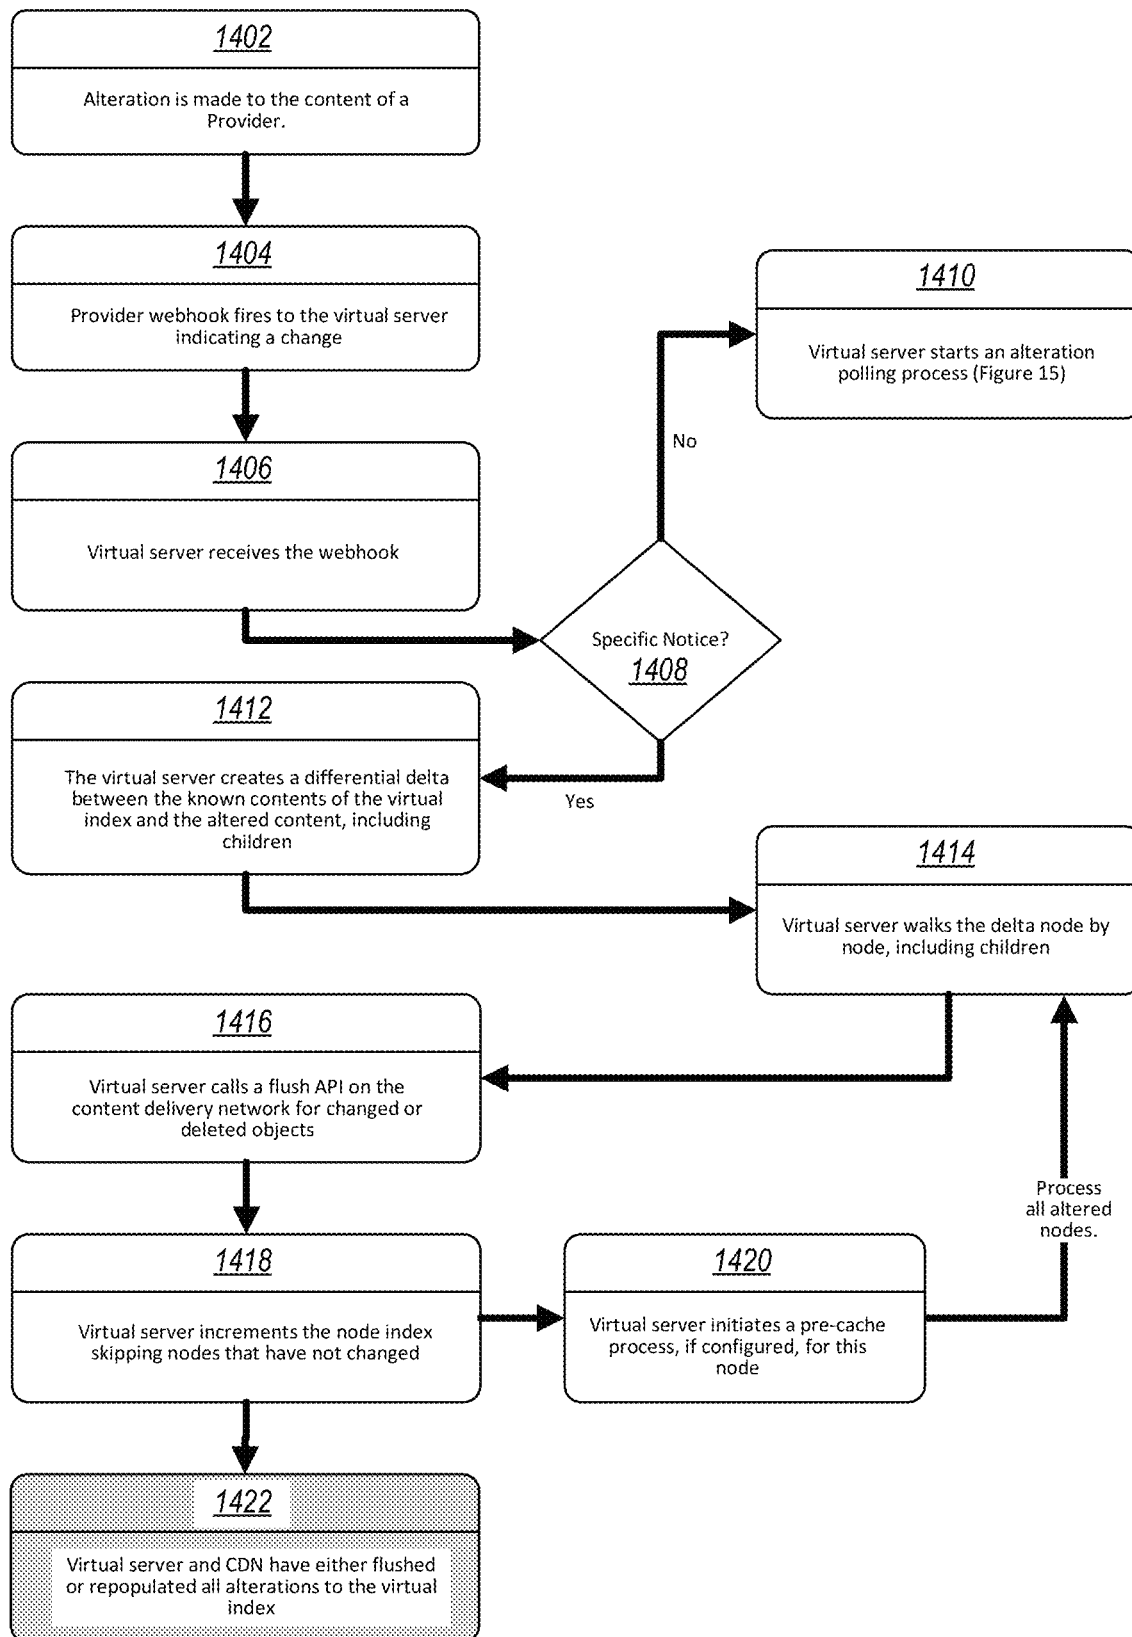 1402
Alteration is made to the content of a
Provider.
1404
Provider webhook fires to the virtual server
indicating a change
1406
Virtual server receives the webhook
Specific Notice?
1408
No
1410
Virtual server starts an alteration
polling process (Figure 15)
Yes
1412
The virtual server creates a differential delta
between the known contents of the virtual
index and the altered content, including
children
1414
Virtual server walks the delta node by
node, including children
1416
Virtual server calls a flush API on the
content delivery network for changed or
deleted objects
1418
Virtual server increments the node index
skipping nodes that have not changed
1420
Virtual server initiates a pre-cache
process, if configured, for this
node
Process
all altered
nodes.
1422
Virtual server and CDN have either flushed
or repopulated all alterations to the virtual
index